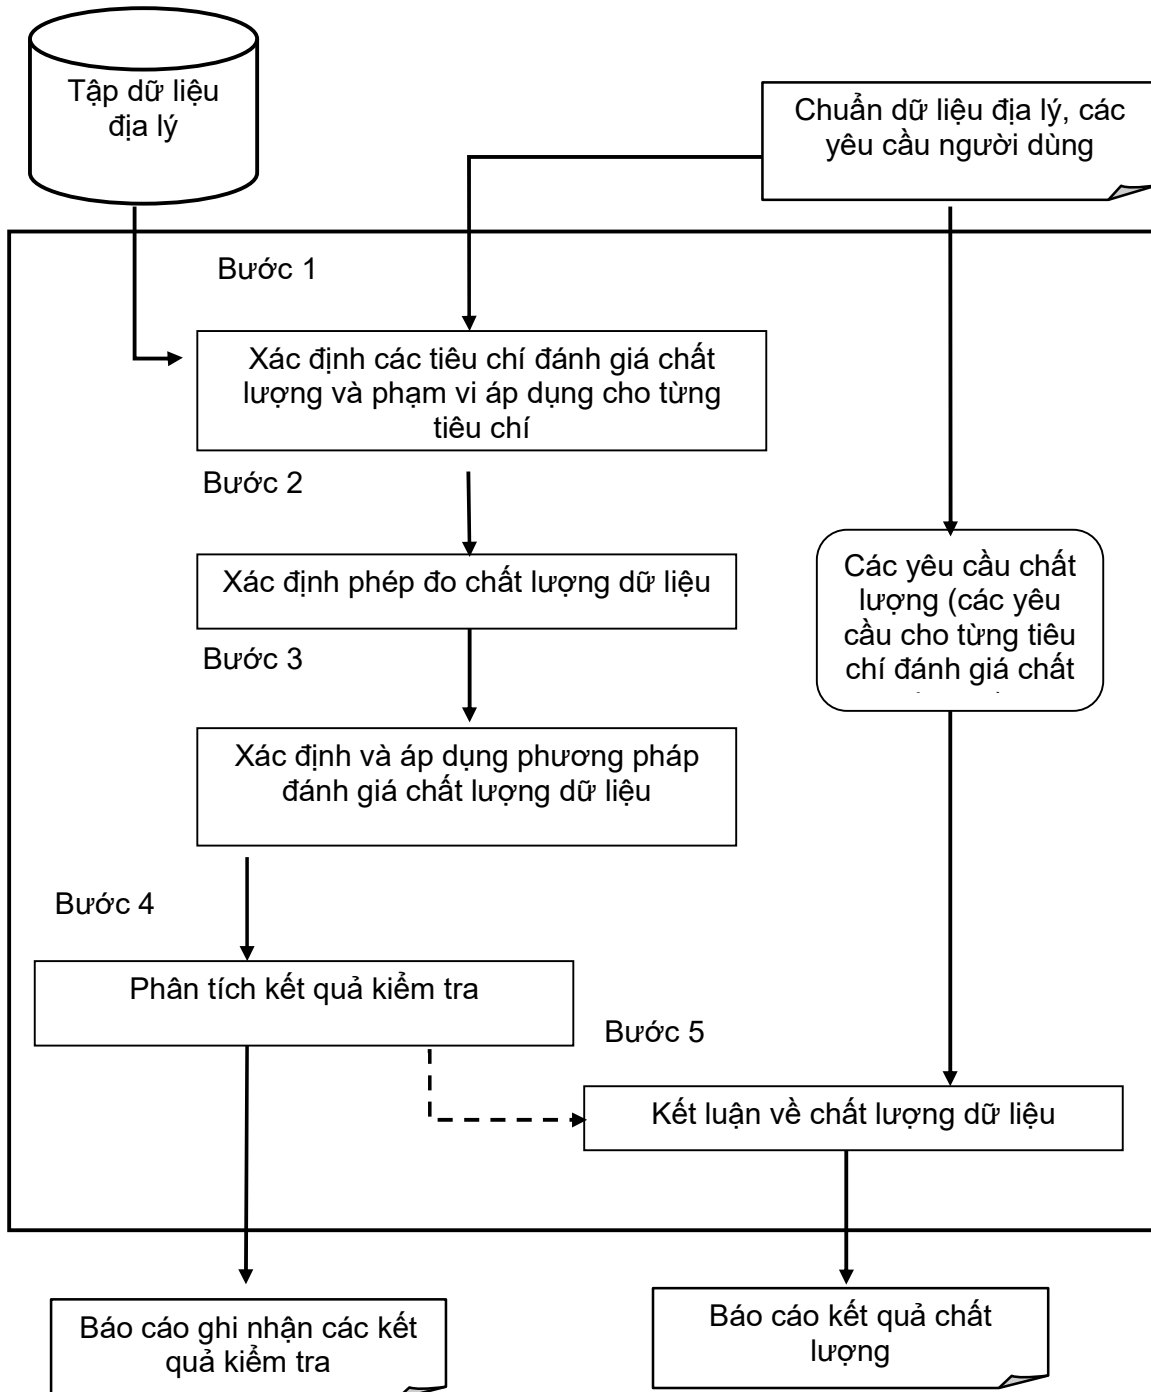 Tập dữ liệu
địa lý
Chuẩn dữ liệu địa lý, các
yêu cầu người dùng
Bước 1
Xác định các tiêu chí đánh giá chất
lượng và phạm vi áp dụng cho từng
tiêu chí
Bước 2
Xác định phép đo chất lượng dữ liệu
Các yêu cầu chất
lượng (các yêu
cầu cho từng tiêu
chí đánh giá chất
Bước 3
Xác định và áp dụng phương pháp
đánh giá chất lượng dữ liệu
Bước 4
Phân tích kết quả kiểm tra
Bước 5
Kết luận về chất lượng dữ liệu
Báo cáo ghi nhận các kết
quả kiểm tra
Báo cáo kết quả chất
lượng